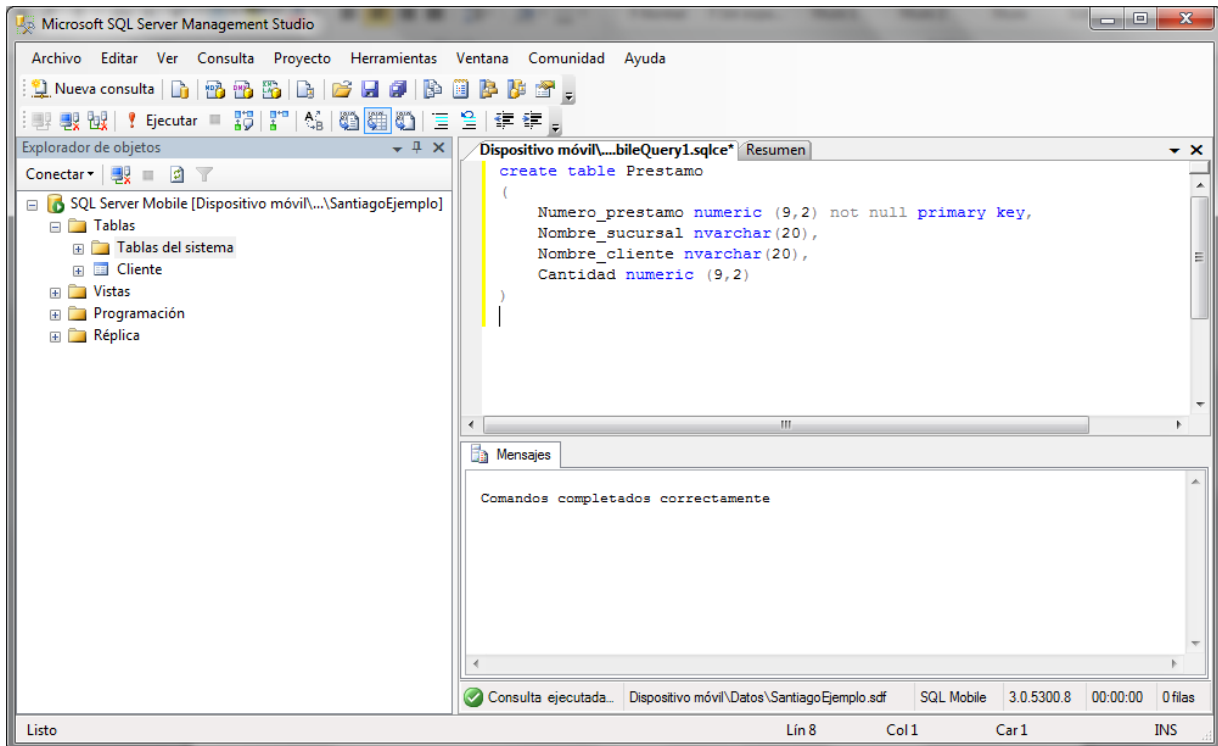 Microsoft SQL Server Management Studio
Archivo Editar Ver Consulta Proyecto Herramientas Ventana Comunidad Ayuda
Nueva consulta
Ejecutar
Explorador de objetos
Conectar
SQL Server Mobile [Dispositivo móvil\...\SantiagoEjemplo]
Tablas
Tablas del sistema
Cliente
Vistas
Programación
Réplica
Dispositivo móvil\....bileQuery1.sqlce* Resumen
create table Prestamo
(
Numero_prestamo numeric (9,2) not null primary key,
Nombre_sucursal nvarchar(20),
Nombre_cliente nvarchar(20),
Cantidad numeric (9,2)
)
Mensajes
Comandos completados correctamente
Consulta ejecutada... Dispositivo móvil\Datos\SantiagoEjemplo.sdf SQL Mobile 3.0.5300.8 00:00:00 0 filas
Listo Lín 8 Col 1 Car 1 INS